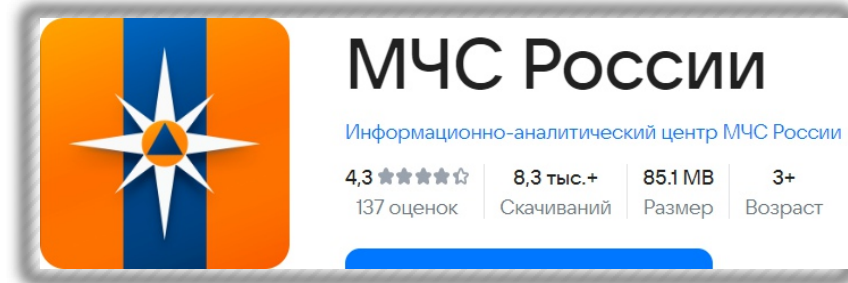 МЧС России
Информационно-аналитический центр МЧС России
4,3 8,3 тыс.+ 85.1 MB 3+
137 оценок Скачиваний Размер Возраст